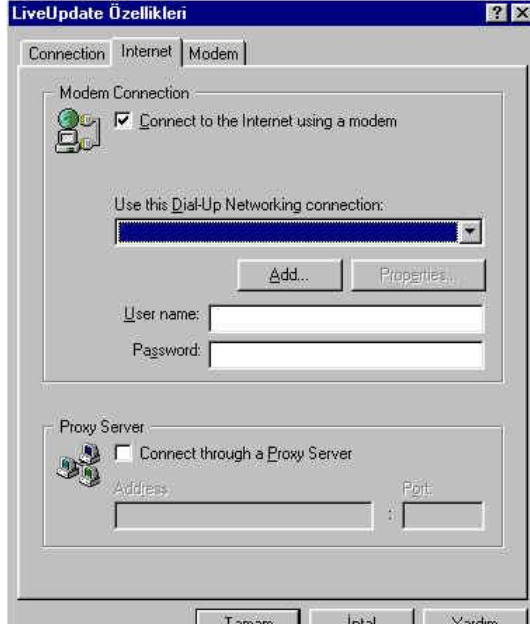 LiveUpdate Özellikleri
Connection Internet Modem
Modem Connection
Connect to the Internet using a modem
Use this Dial-Up Networking connection:
Add... Properties...
User name:
Password:
Proxy Server
Connect through a Proxy Server
Address: Port:
:
Tamam İptal Yardım